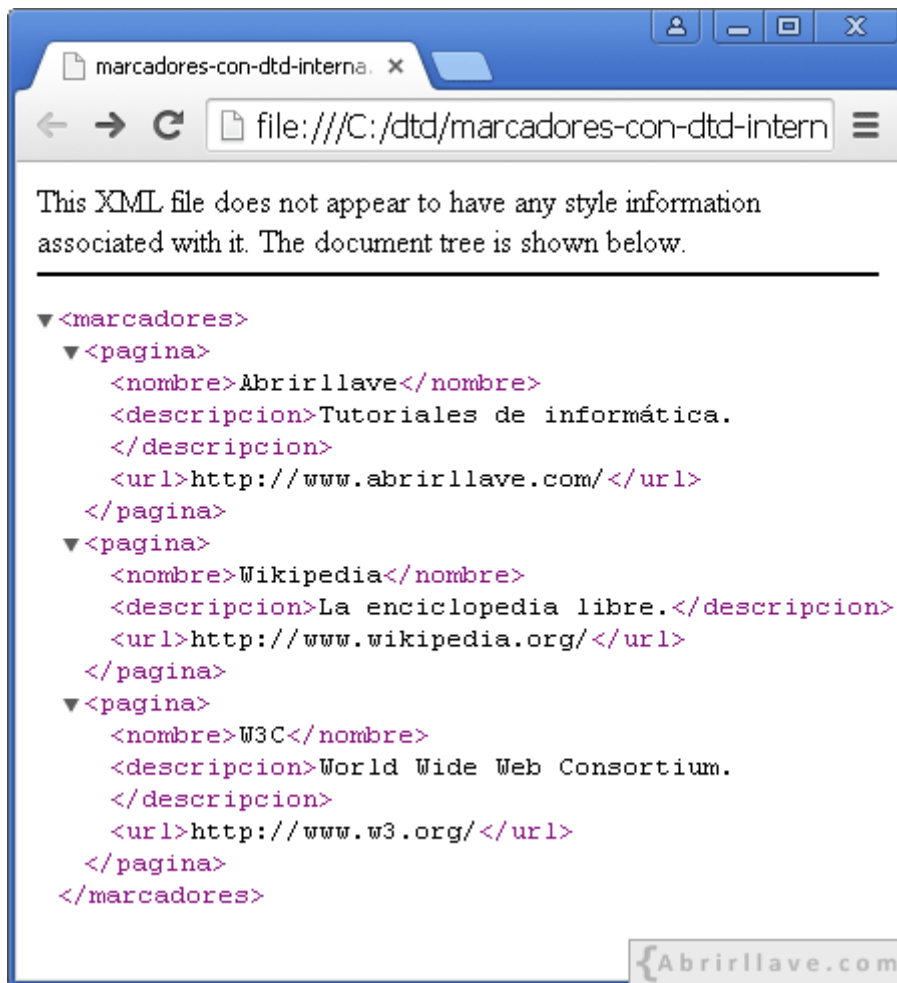 marcadores-con-dtd-interna.
file:///C:/dtd/marcadores-con-dtd-intern
This XML file does not appear to have any style information
associated with it. The document tree is shown below.
▼<marcadores>
▼<pagina>
<nombre>Abrirllave</nombre>
<descripcion>Tutoriales de informática.
</descripcion>
<url>http://www.abrirllave.com/</url>
</pagina>
▼<pagina>
<nombre>Wikipedia</nombre>
<descripcion>La enciclopedia libre.</descripcion>
<url>http://www.wikipedia.org/</url>
</pagina>
▼<pagina>
<nombre>W3C</nombre>
<descripcion>World Wide Web Consortium.
</descripcion>
<url>http://www.w3.org/</url>
</pagina>
</marcadores>
{Abrirllave.com